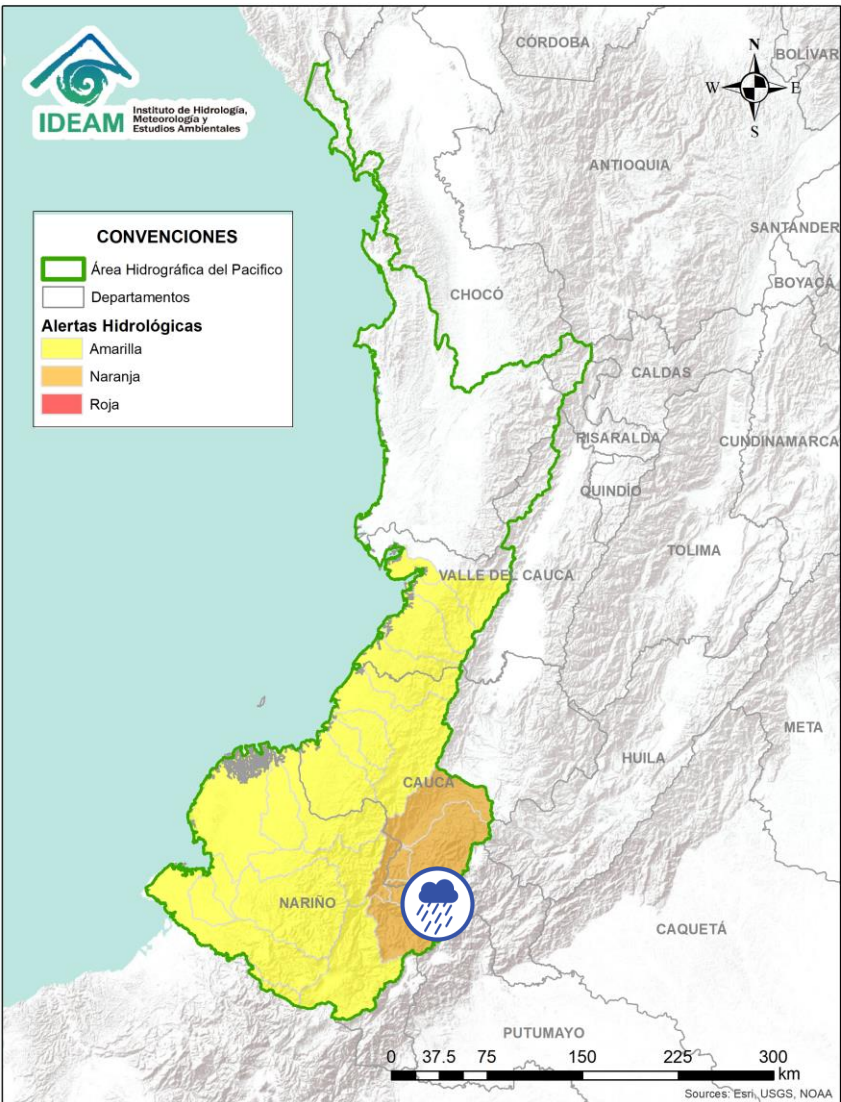 IDEAM
Instituto de Hidrología,
Meteorología y
Estudios Ambientales
N
W
E
S
CÓRDOBA
BOLÍVAR
ANTIOQUIA
SANTANDER
BOYACÁ
CHOCÓ
CALDAS
RISARALDA
CUNDINAMARCA
QUINDÍO
TOLIMA
VALLE DEL CAUCA
META
HUILA
CAUCA
NARIÑO
CAQUETÁ
PUTUMAYO
CONVENCIONES
Área Hidrográfica del Pacifico
Departamentos
Alertas Hidrológicas
Amarilla
Naranja
Roja
0 37.5 75 150 225 300
km
Sources: Esri, USGS, NOAA